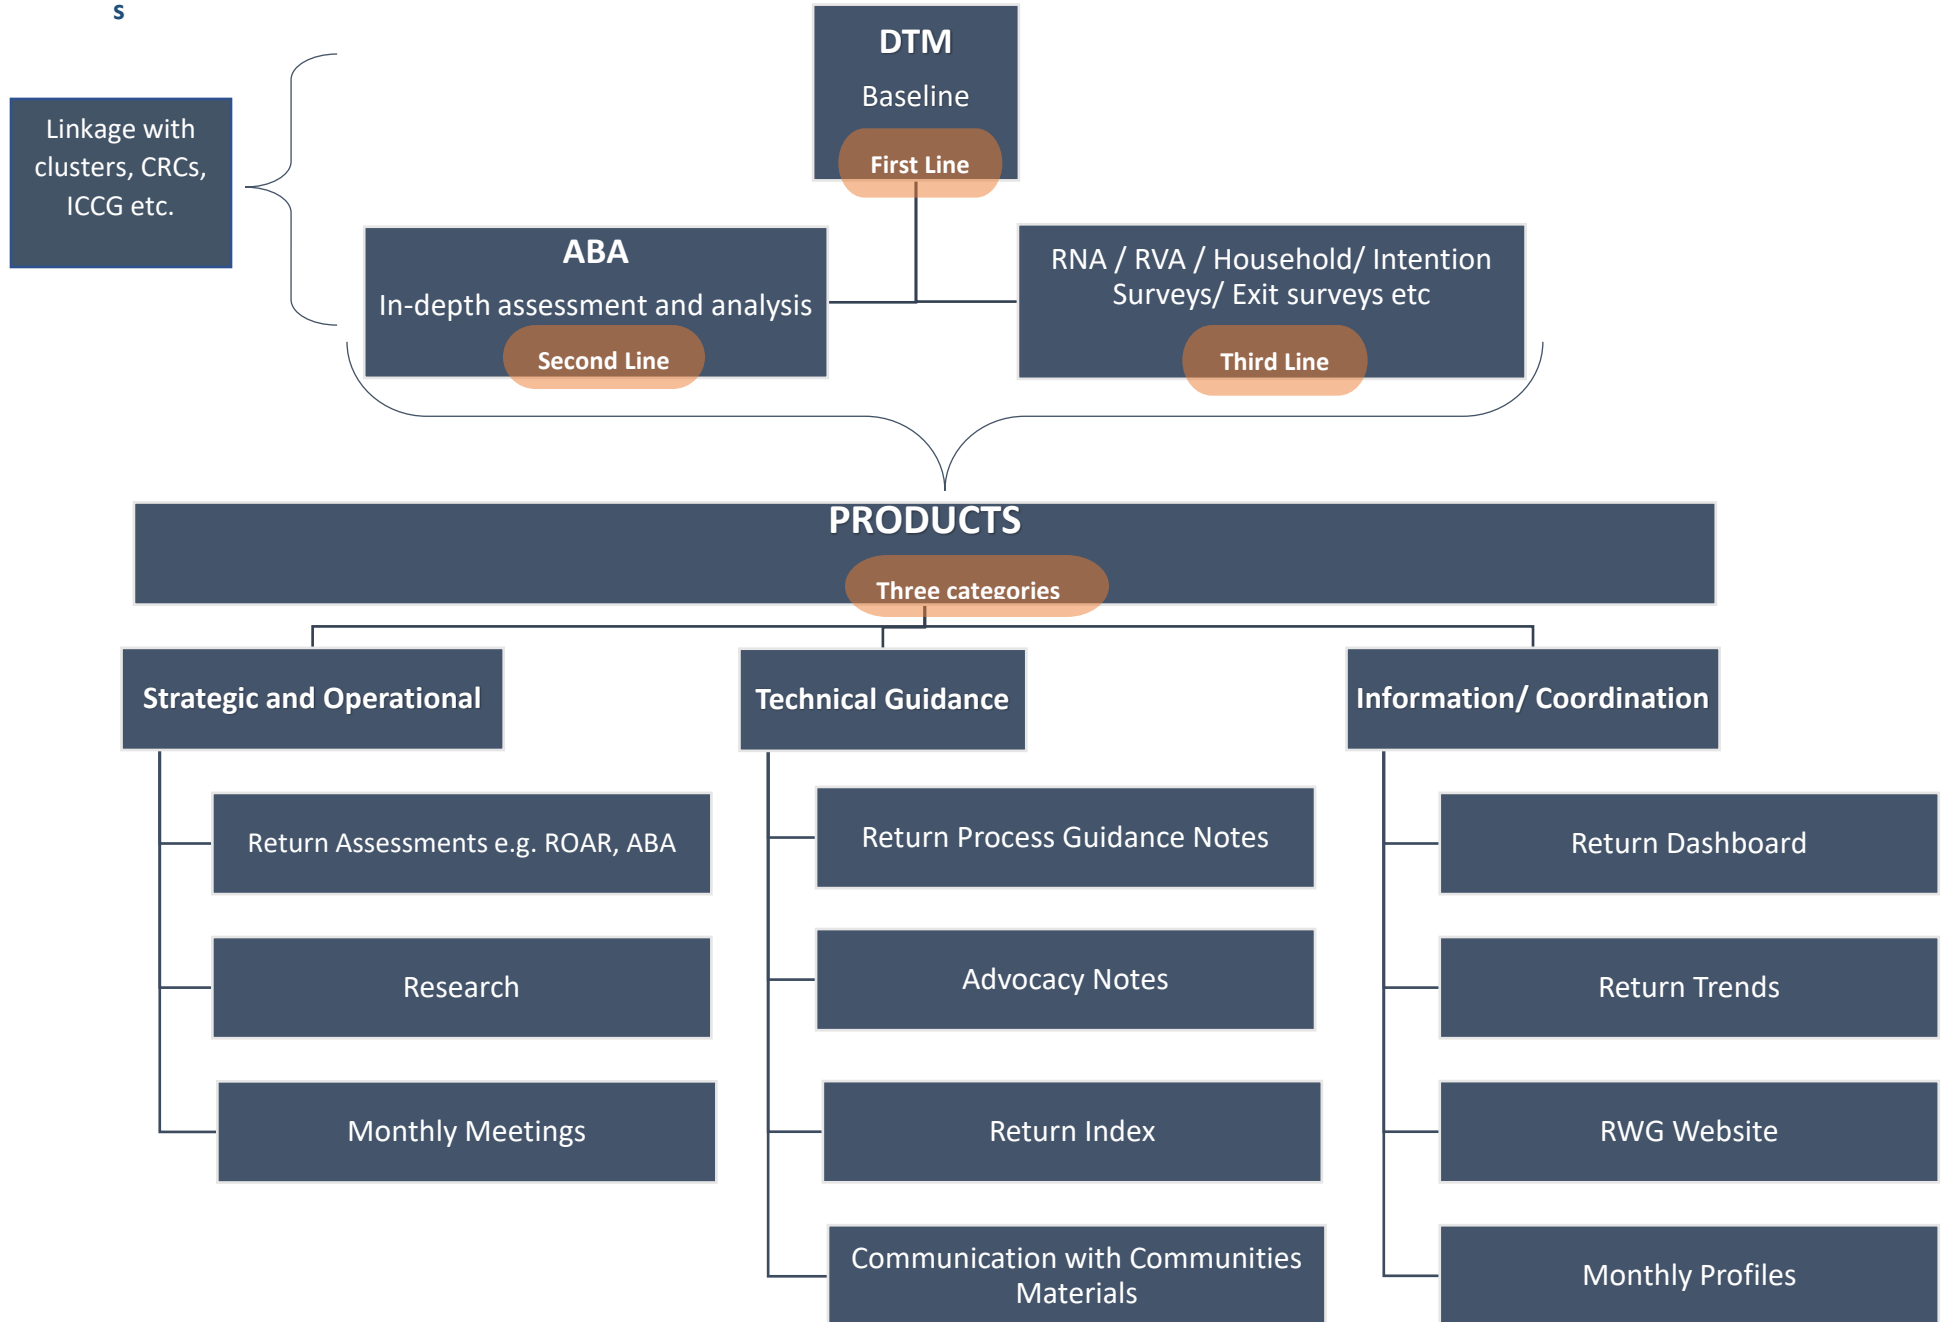 s
DTM
Baseline
First Line
Linkage with
clusters, CRCs,
ICCG etc.
ABA
In-depth assessment and analysis
Second Line
RNA / RVA / Household/ Intention
Surveys/ Exit surveys etc
Third Line
PRODUCTS
Three categories
Strategic and Operational
Return Assessments e.g. ROAR, ABA
Research
Monthly Meetings
Technical Guidance
Return Process Guidance Notes
Advocacy Notes
Return Index
Communication with Communities
Materials
Information/ Coordination
Return Dashboard
Return Trends
RWG Website
Monthly Profiles